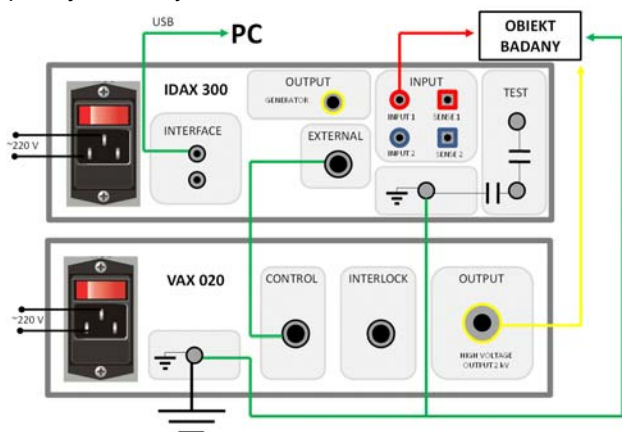 USB
PC
OBIEKT
BADANY
IDAX 300
OUTPUT
GENERATOR
INPUT
INPUT 1
SENSE 1
INPUT 2
SENSE 2
TEST
~220 V
INTERFACE
EXTERNAL
VAX 020
CONTROL
INTERLOCK
OUTPUT
~220 V
HIGH VOLTAGE
OUTPUT 2 kV